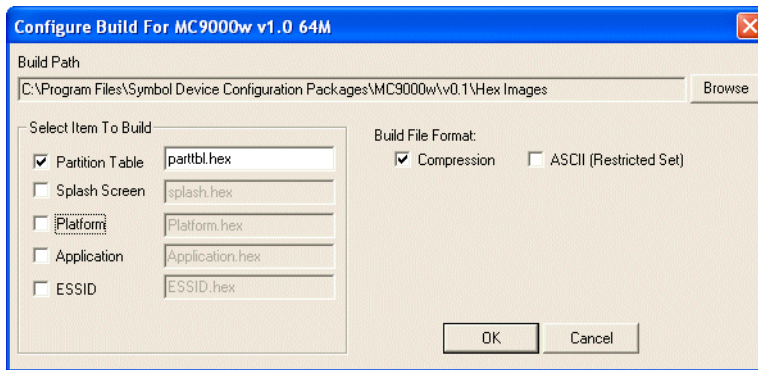 Configure Build For MC9000w v1.0 64M
Build Path
C:\Program Files\Symbol Device Configuration Packages\MC9000w\v0.1\Hex Images
Browse
Select Item To Build
Partition Table parttbl.hex
Splash Screen splash.hex
Platform Platform.hex
Application Application.hex
ESSID ESSID.hex
Build File Format:
Compression ASCII (Restricted Set)
OK Cancel